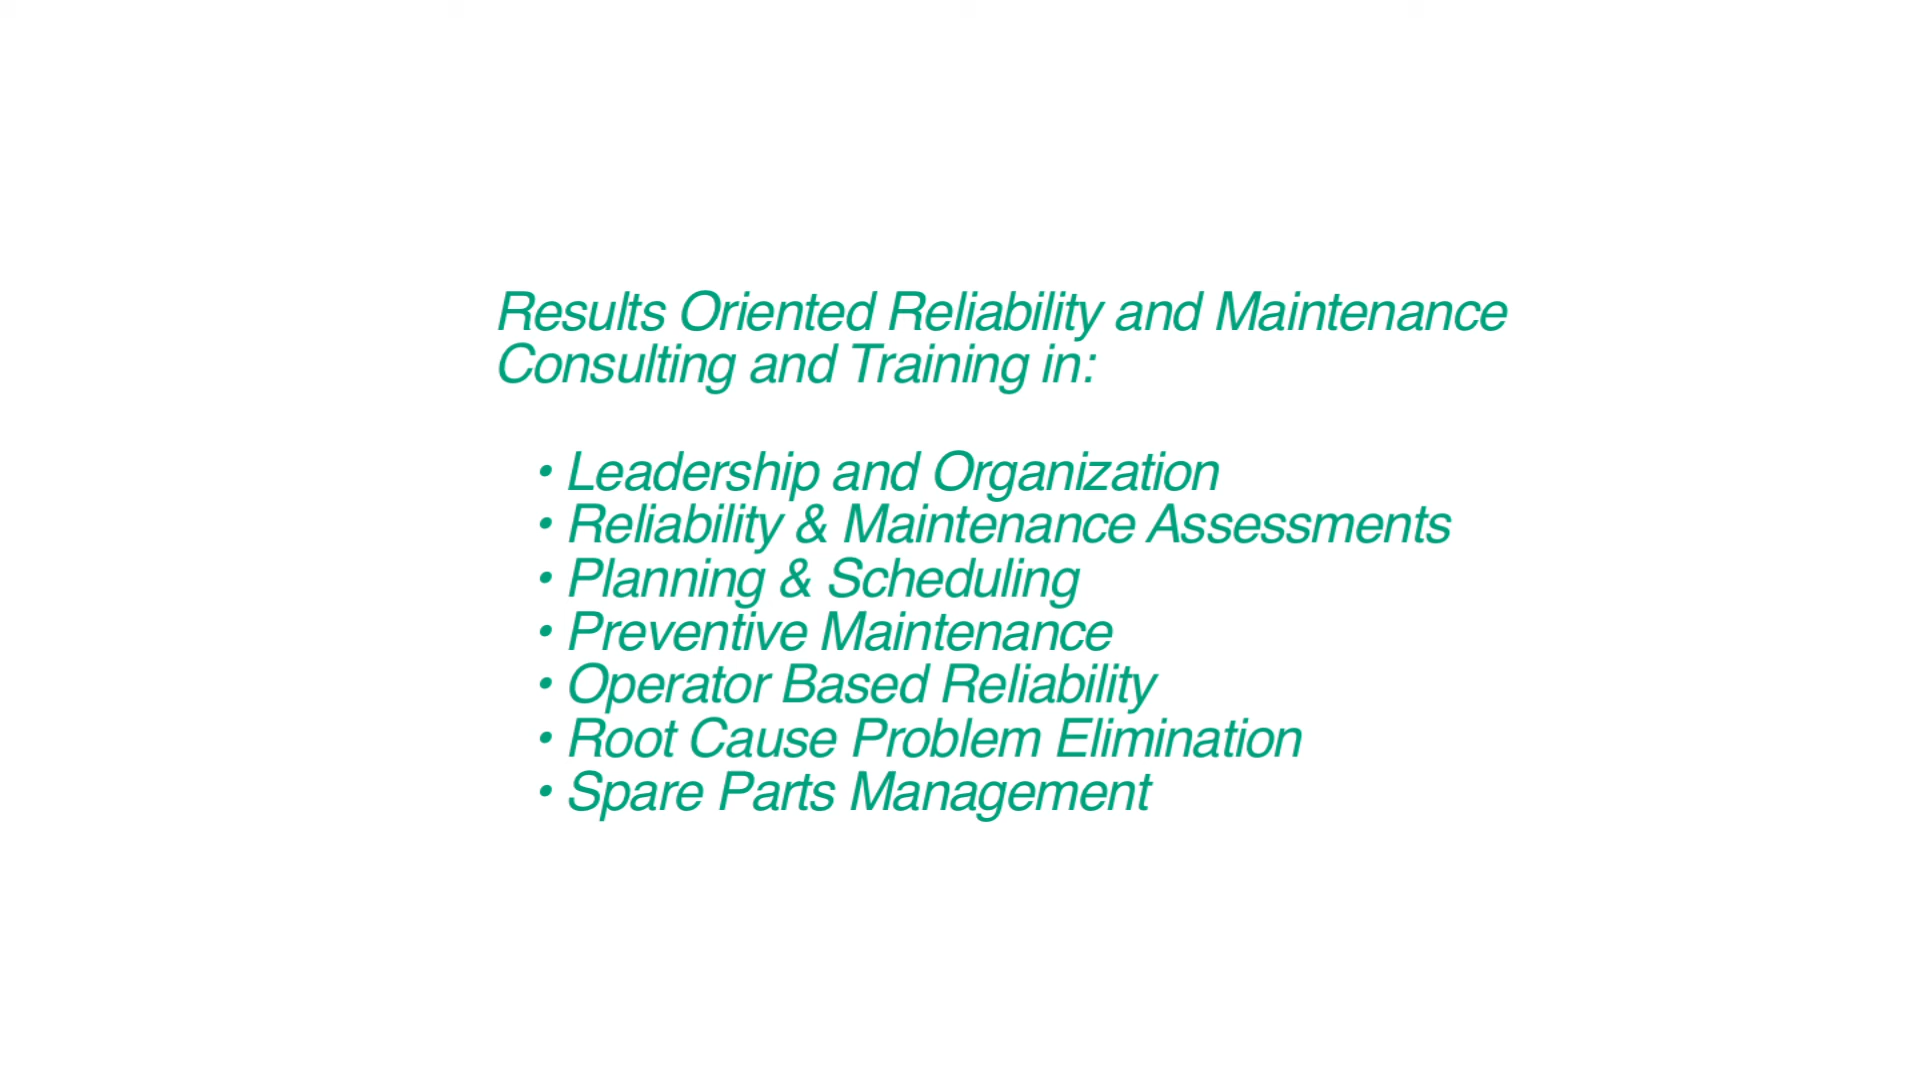 Results Oriented Reliability and Maintenance
Consulting and Training in:
• Leadership and Organization
• Reliability & Maintenance Assessments
• Planning & Scheduling
• Preventive Maintenance
• Operator Based Reliability
• Root Cause Problem Elimination
• Spare Parts Management